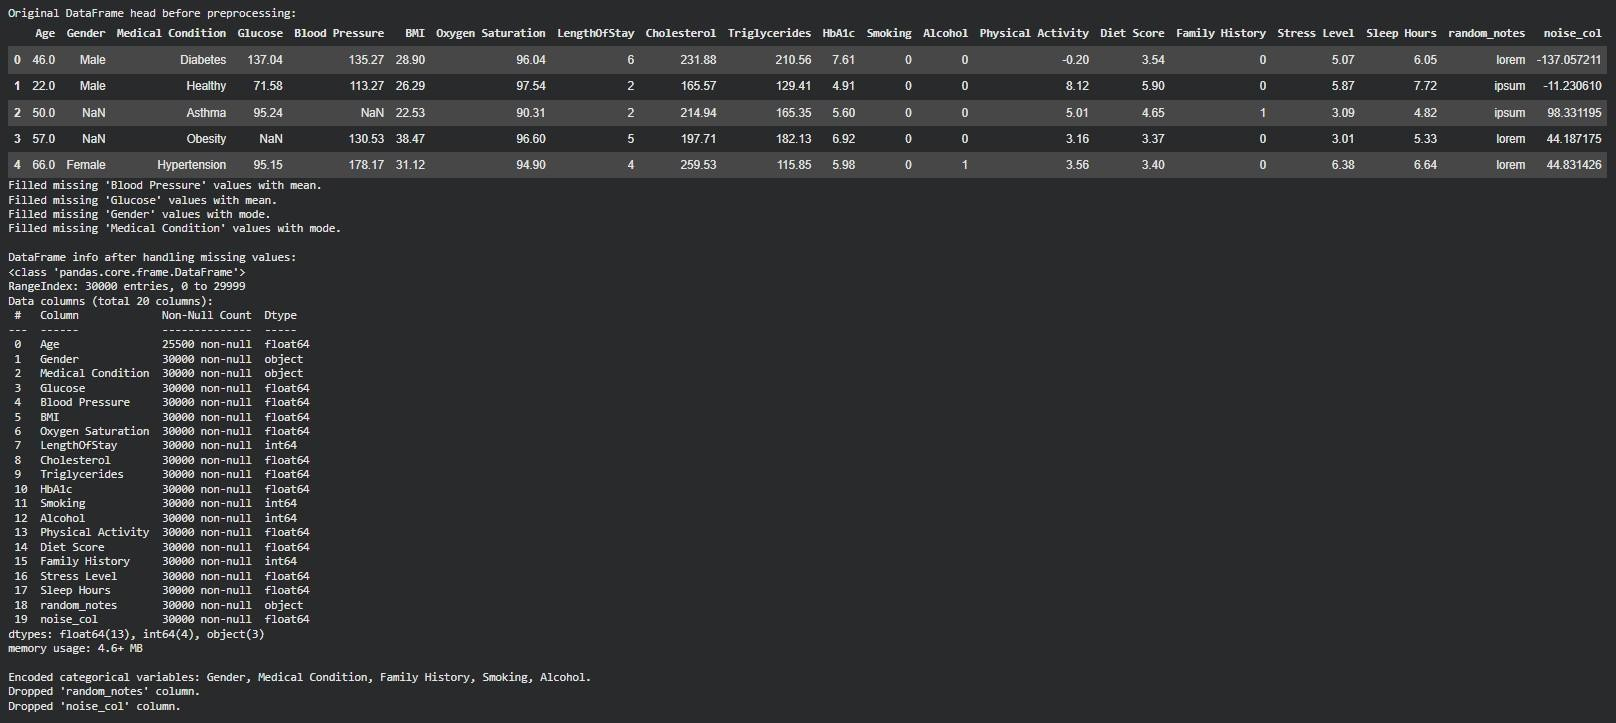 Original DataFrame head before preprocessing:
Age Gender Medical Condition Glucose Blood Pressure BMI Oxygen Saturation LengthOfStay Cholesterol Triglycerides HbA1c Smoking Alcohol Physical Activity Diet Score Family History Stress Level Sleep Hours random_notes noise_col
0 46.0 Male Diabetes 137.04 135.27 28.90 96.04 6 231.88 210.56 7.61 0 0 -0.20 3.54 0 5.07 6.05 lorem -137.057211
1 22.0 Male Healthy 71.58 113.27 26.29 97.54 2 165.57 129.41 4.91 0 0 8.12 5.90 0 5.87 7.72 ipsum -11.230610
2 50.0 NaN Asthma 95.24 NaN 22.53 90.31 2 214.94 165.35 5.60 0 0 5.01 4.65 1 3.09 4.82 ipsum 98.331195
3 57.0 NaN Obesity NaN 130.53 38.47 96.60 5 197.71 182.13 6.92 0 0 3.16 3.37 0 3.01 5.33 lorem 44.187175
4 66.0 Female Hypertension 95.15 178.17 31.12 94.90 4 259.53 115.85 5.98 0 1 3.56 3.40 0 6.38 6.64 lorem 44.831426
Filled missing 'Blood Pressure' values with mean.
Filled missing 'Glucose' values with mean.
Filled missing 'Gender' values with mode.
Filled missing 'Medical Condition' values with mode.
DataFrame info after handling missing values:
<class 'pandas.core.frame.DataFrame'>
RangeIndex: 30000 entries, 0 to 29999
Data columns (total 20 columns):
# Column Non-Null Count Dtype
--- ------ -------------- -----
0 Age 25500 non-null float64
1 Gender 30000 non-null object
2 Medical Condition 30000 non-null object
3 Glucose 30000 non-null float64
4 Blood Pressure 30000 non-null float64
5 BMI 30000 non-null float64
6 Oxygen Saturation 30000 non-null float64
7 LengthOfStay 30000 non-null int64
8 Cholesterol 30000 non-null float64
9 Triglycerides 30000 non-null float64
10 HbA1c 30000 non-null float64
11 Smoking 30000 non-null int64
12 Alcohol 30000 non-null int64
13 Physical Activity 30000 non-null float64
14 Diet Score 30000 non-null float64
15 Family History 30000 non-null int64
16 Stress Level 30000 non-null float64
17 Sleep Hours 30000 non-null float64
18 random_notes 30000 non-null object
19 noise_col 30000 non-null float64
dtypes: float64(13), int64(4), object(3)
memory usage: 4.6+ MB
Encoded categorical variables: Gender, Medical Condition, Family History, Smoking, Alcohol.
Dropped 'random_notes' column.
Dropped 'noise_col' column.